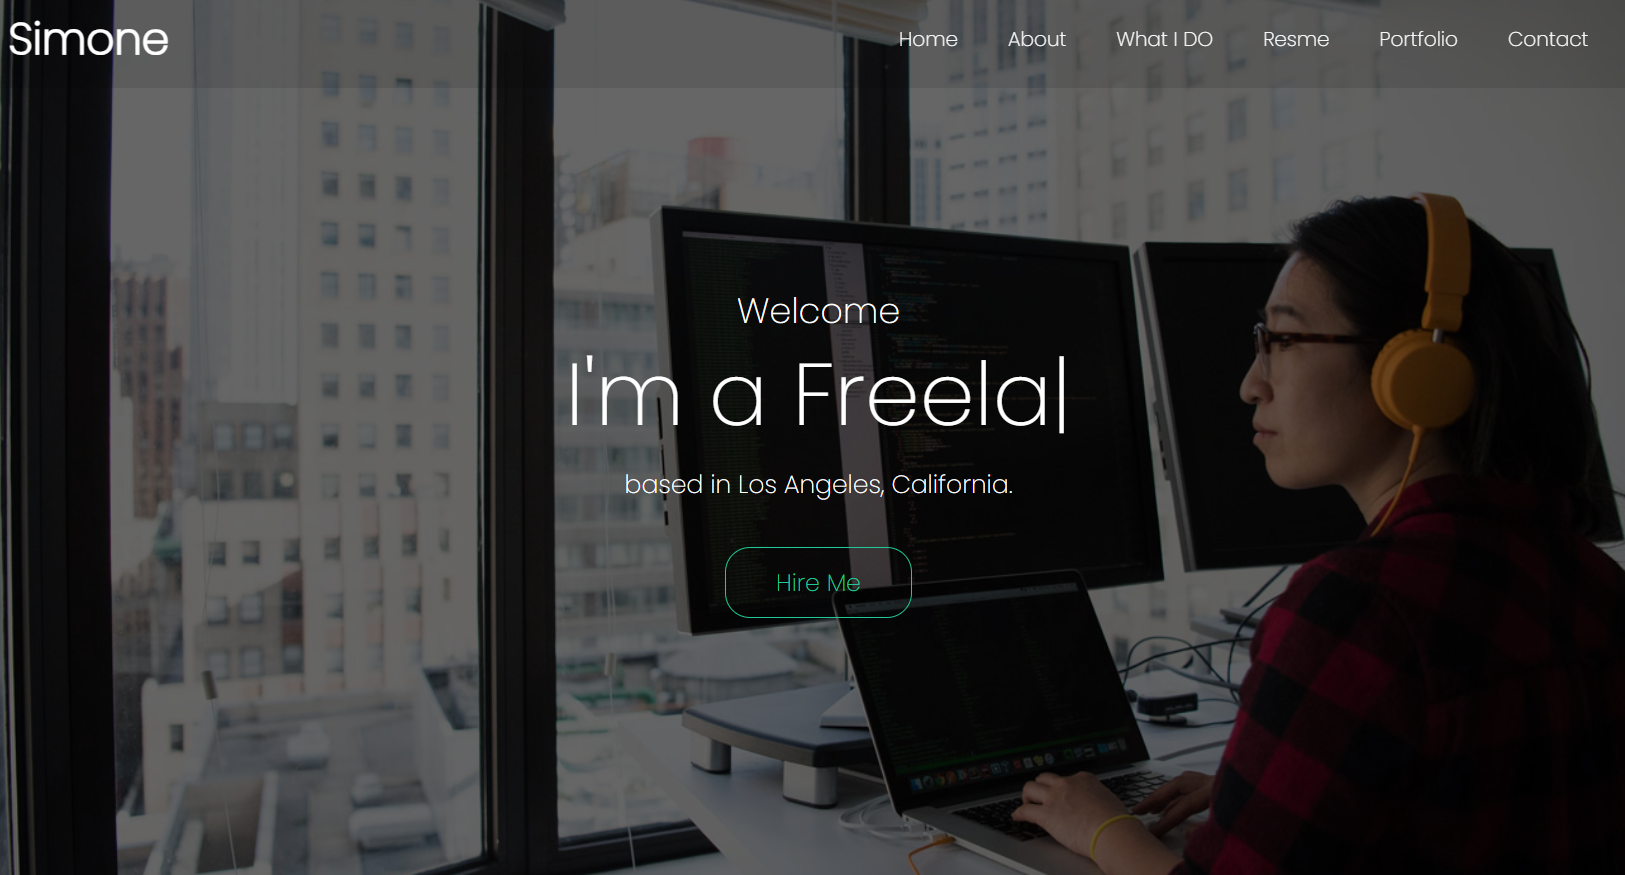 Simone
Home About What I DO Resme Portfolio Contact
Welcome
I'm a Freela|
based in Los Angeles, California.
Hire Me